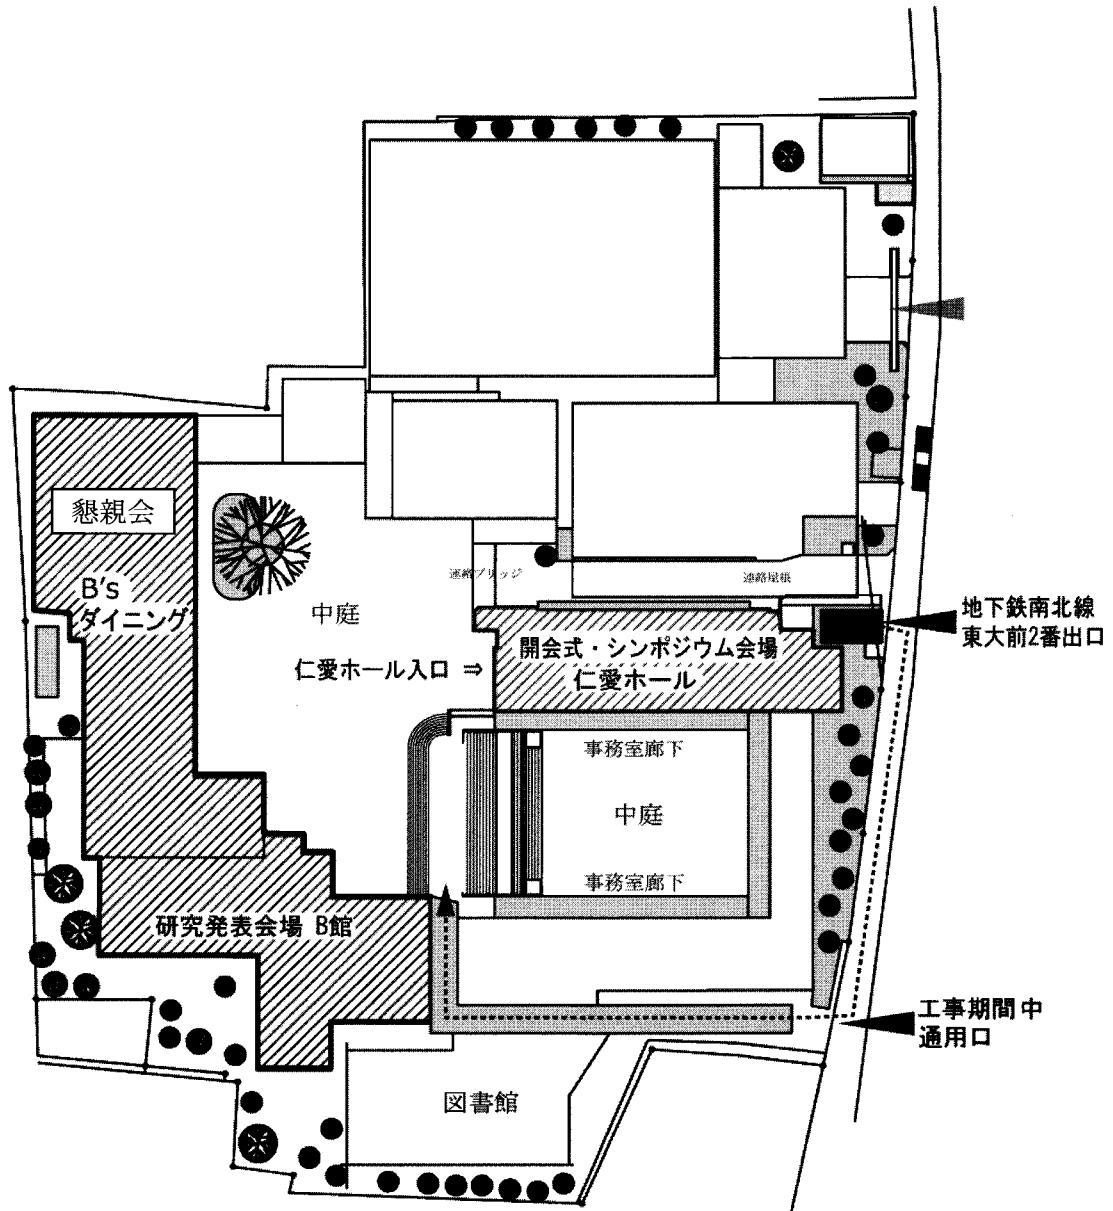 懇親会
B's
ダイニング
中庭
連絡ブリッジ
連絡屋根
地下鉄南北線
東大前2番出口
仁愛ホール入口 ⇒
開会式・シンポジウム会場
仁愛ホール
事務室廊下
中庭
事務室廊下
研究発表会場 B館
工事期間中
通用口
図書館